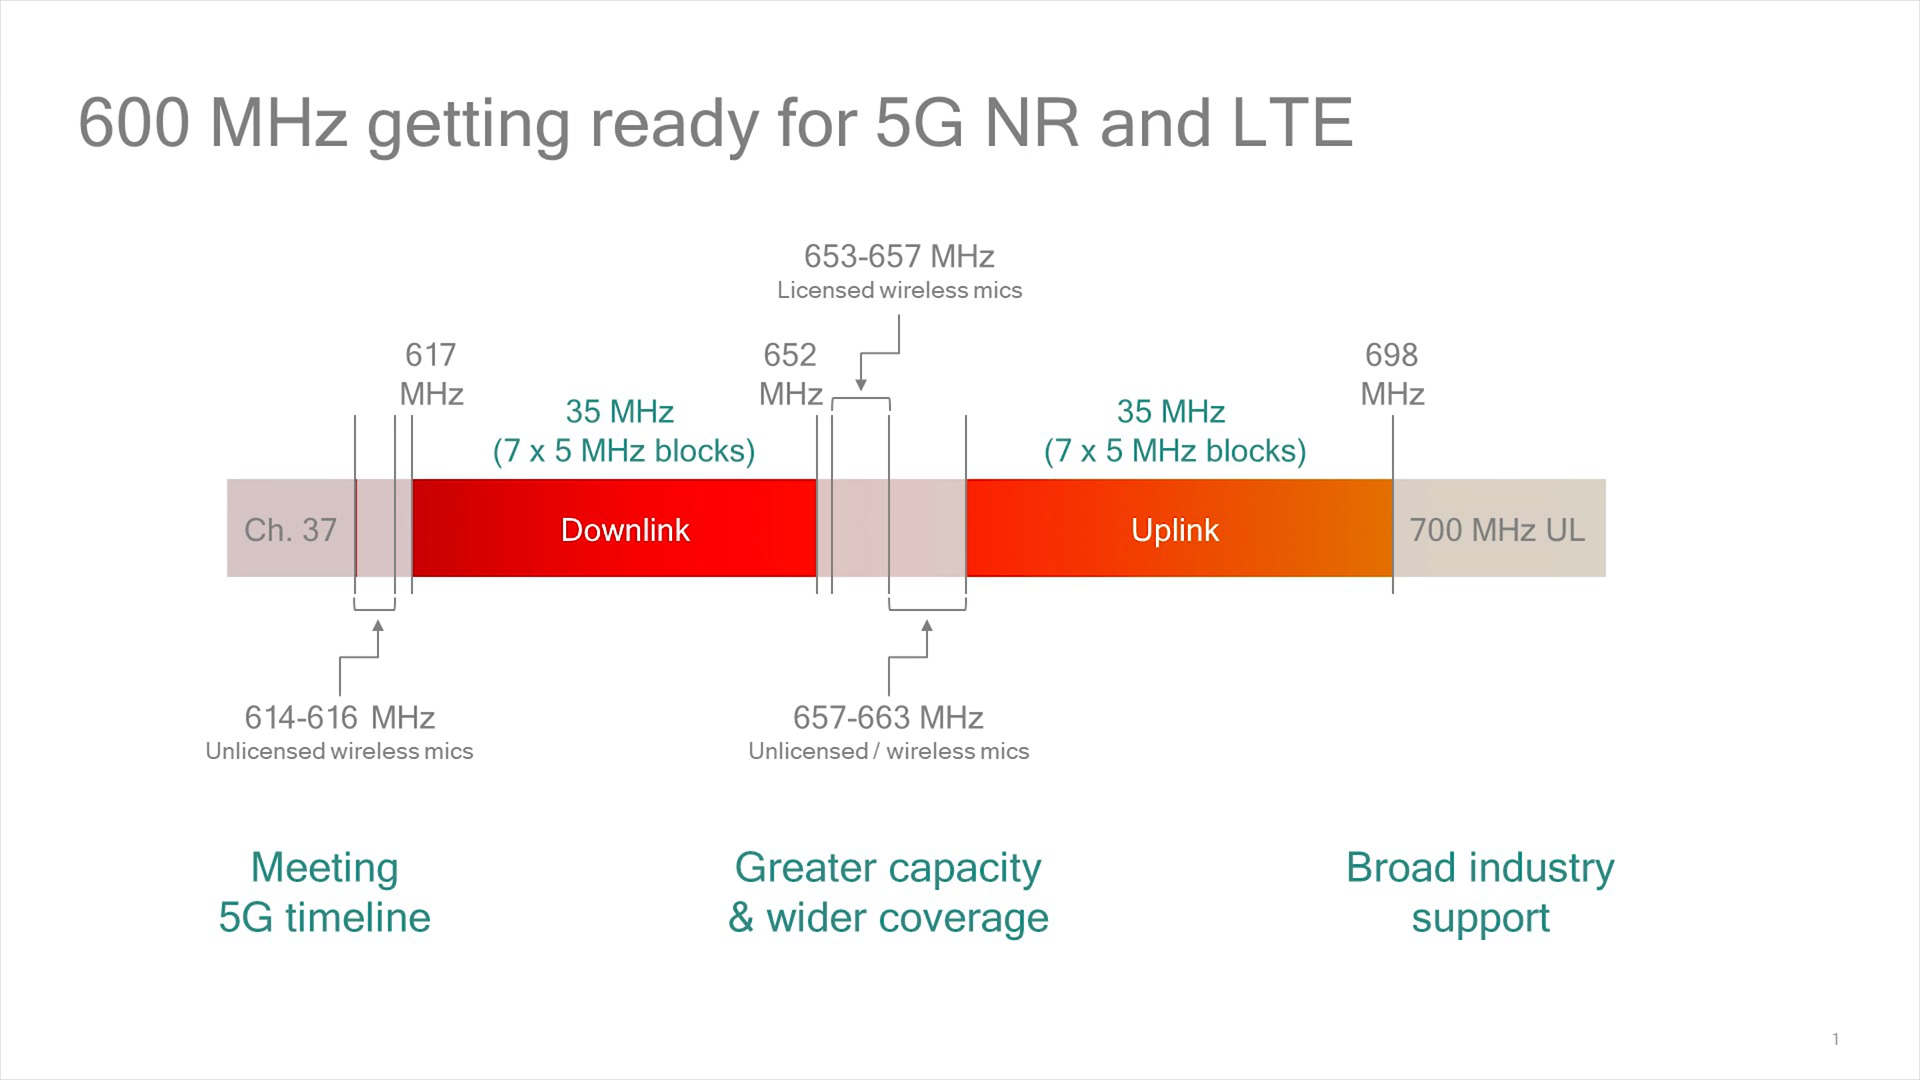 600 MHz getting ready for 5G NR and LTE
653-657 MHz
Licensed wireless mics
617
MHz
652
MHz
698
MHz
35 MHz
(7 x 5 MHz blocks)
35 MHz
(7 x 5 MHz blocks)
Ch. 37
Downlink
Uplink
700 MHz UL
614-616 MHz
Unlicensed wireless mics
657-663 MHz
Unlicensed / wireless mics
Meeting
5G timeline
Greater capacity
& wider coverage
Broad industry
support
1